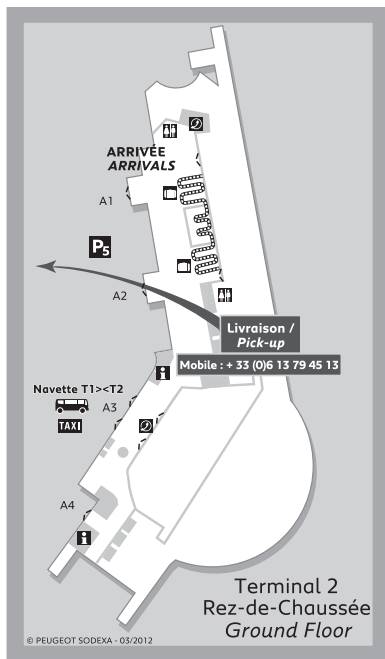 ARRIVÉE
ARRIVALS
A1
P5
A2
Livraison /
Pick-up
Mobile : + 33 (0)6 13 79 45 13
i
Navette T1><T2
A3
TAXI
A4
i
Terminal 2
Rez-de-Chaussée
Ground Floor
© PEUGEOT SODEXA - 03/2012